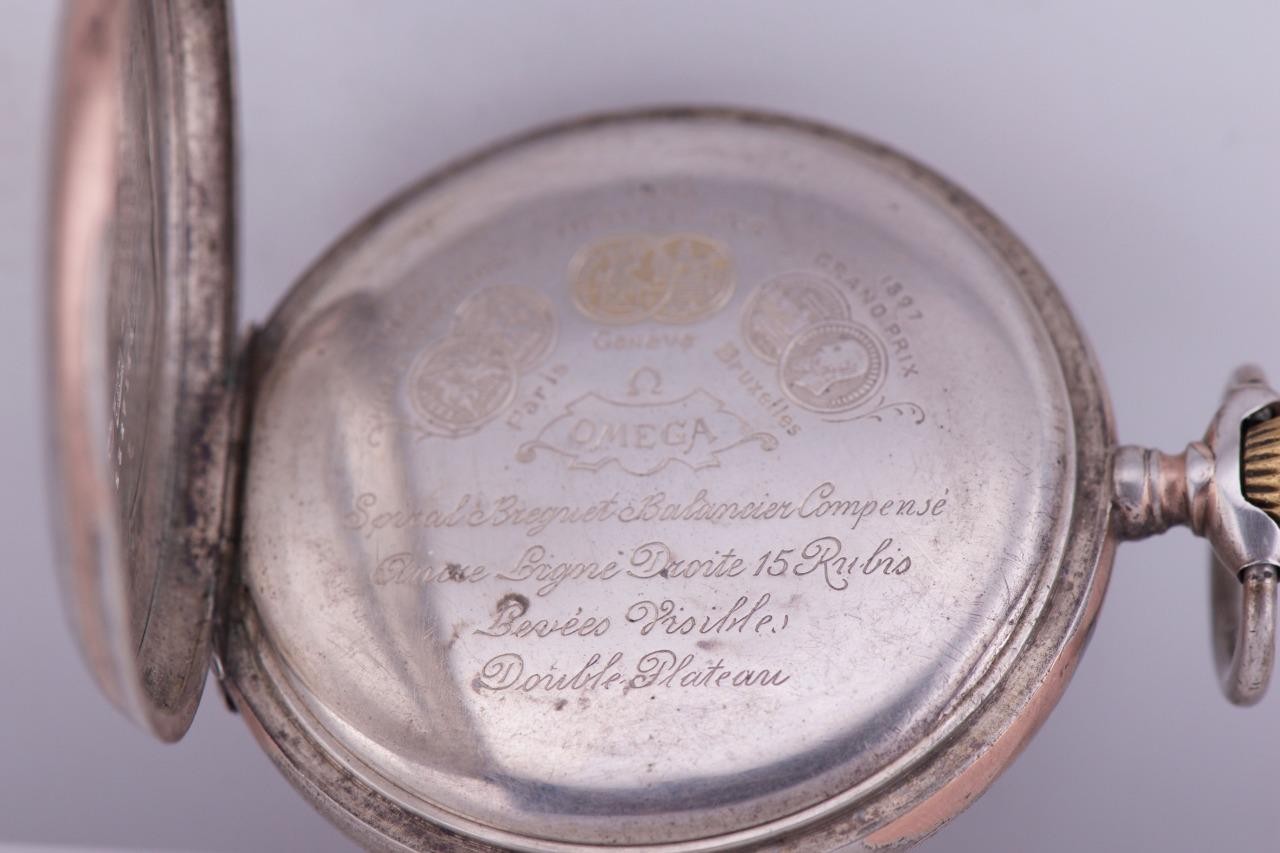 Genève
1897
GRAND PRIX
Paris
Bruxelles
Ω
OMEGA
Spiral Breguet Balancier Compensé
Ancre Ligne Droite 15 Rubis
Levées Visibles
Double Plateau